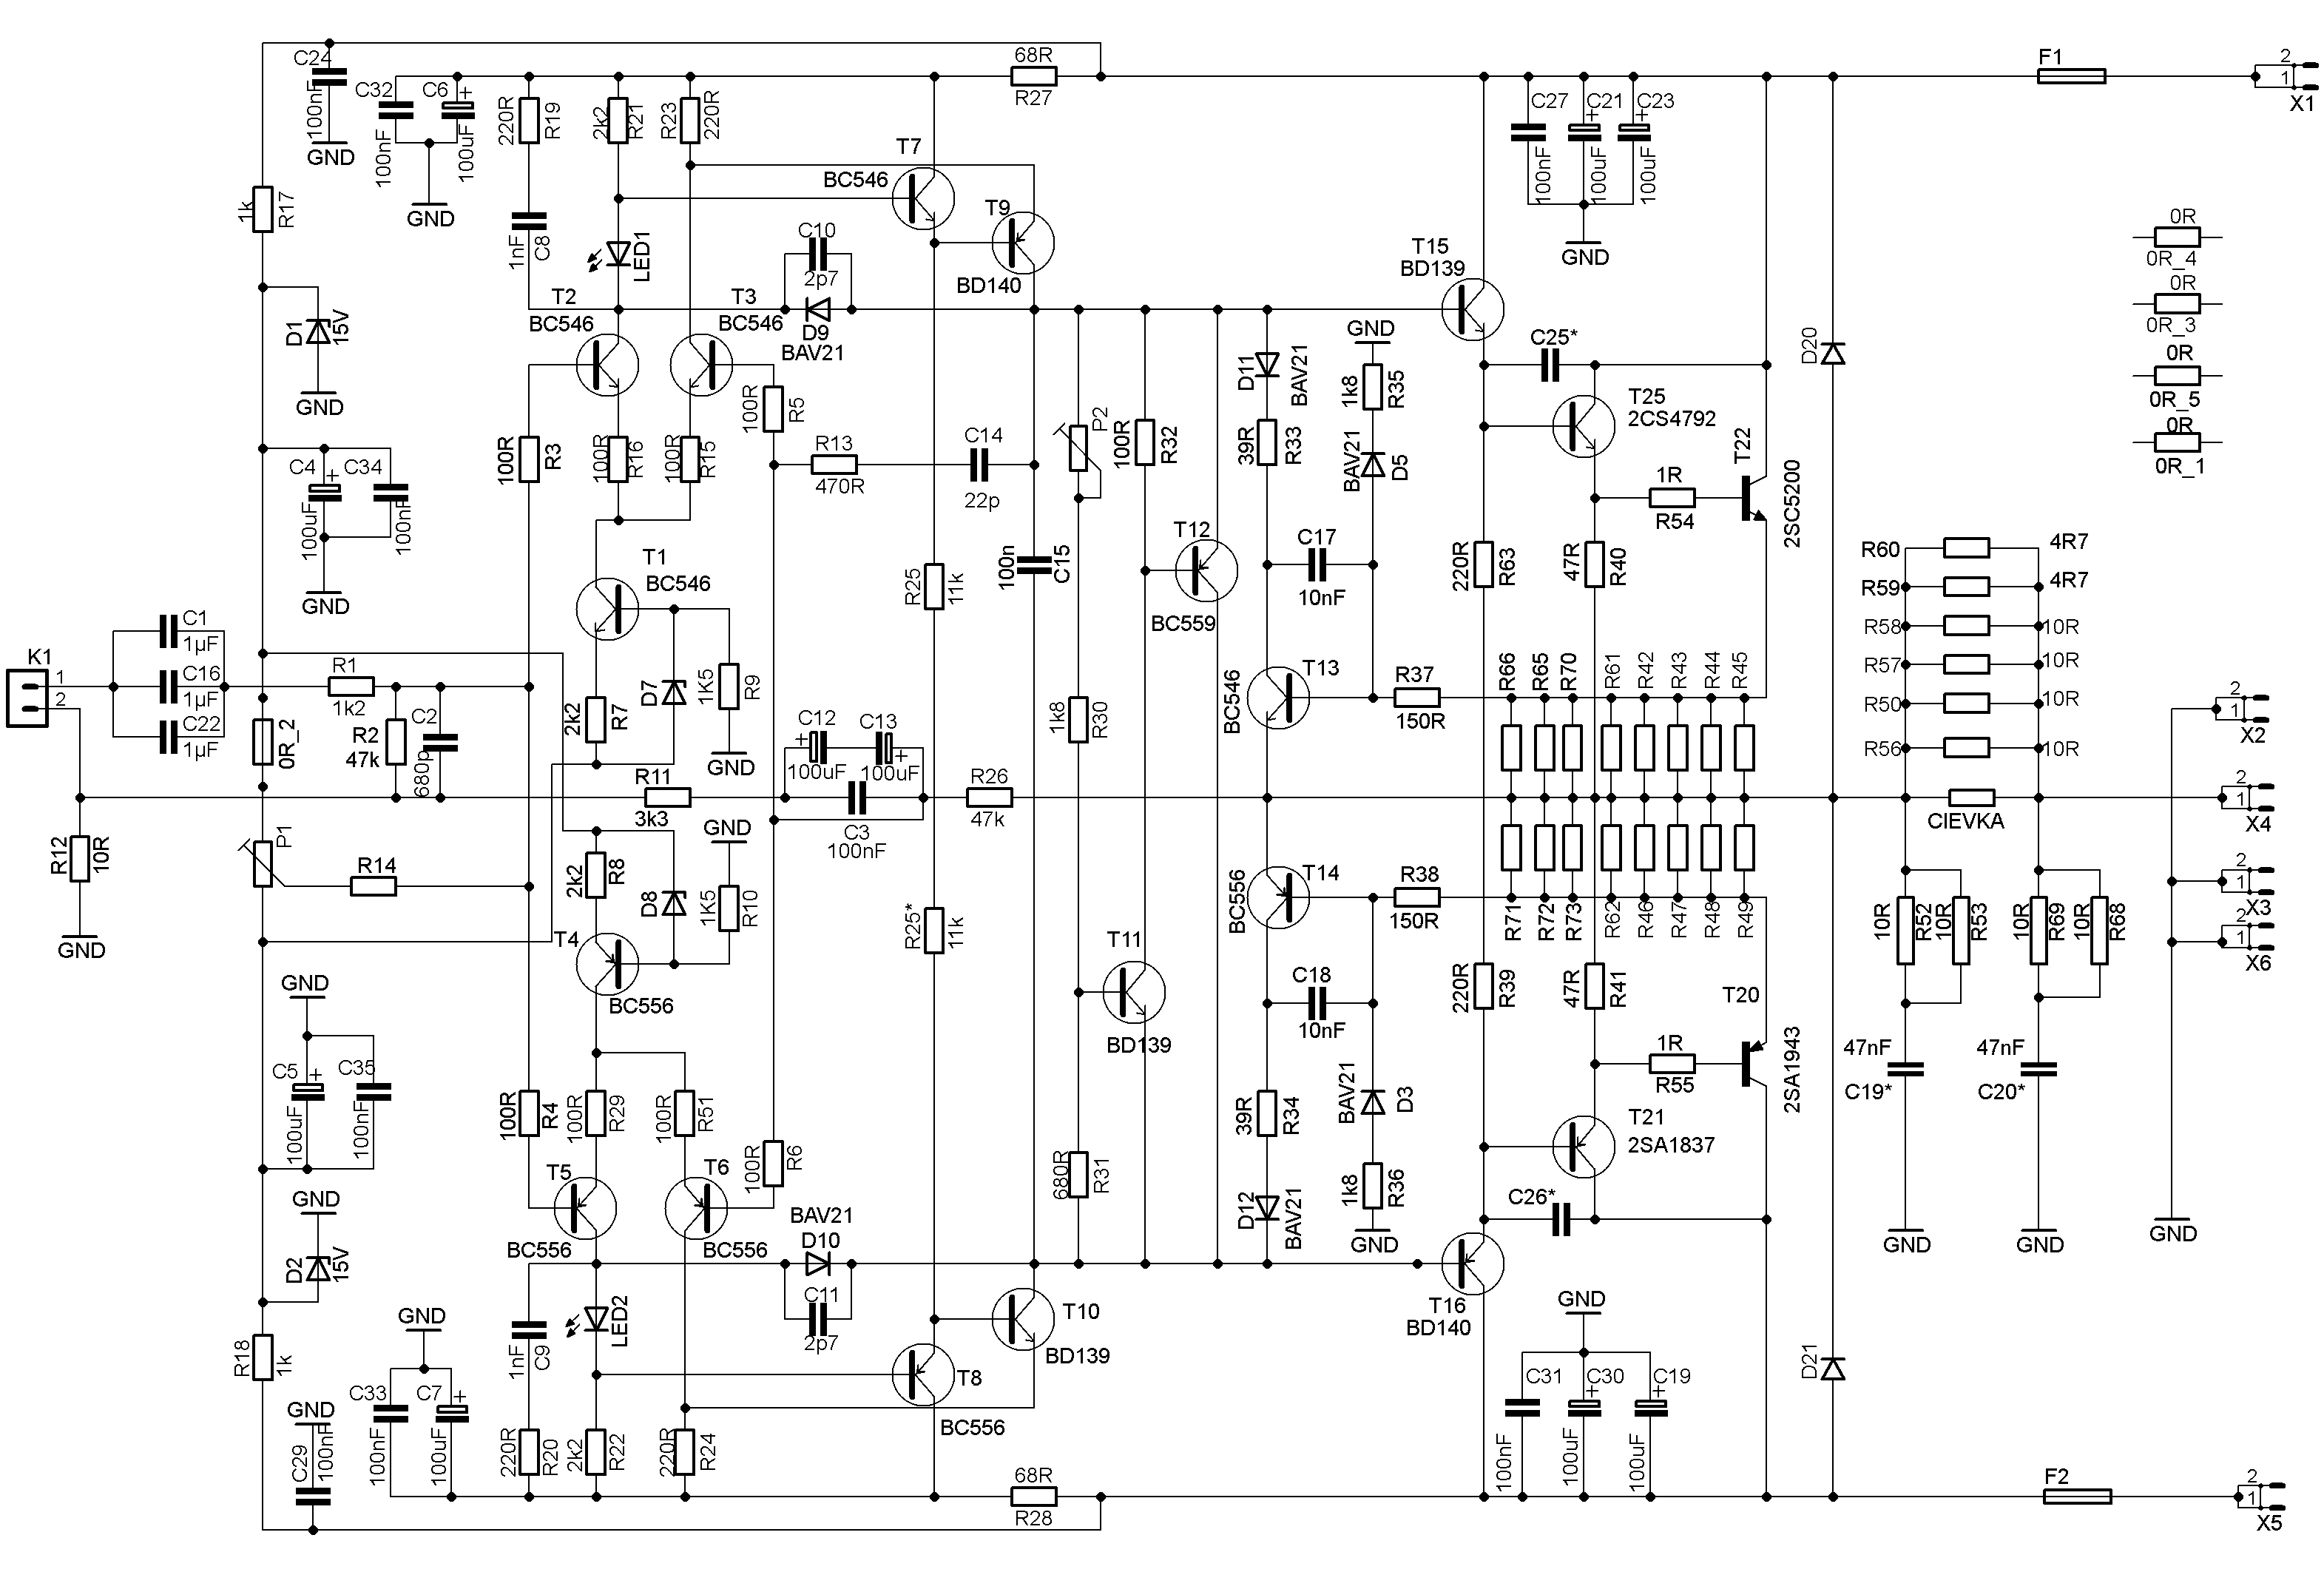 C24
100nF
GND
C32
100nF
C6
+
100uF
GND
220R
R19
2k2
R21
R23
220R
68R
R27
F1
2
1
X1
C27
100nF
C21
+
100uF
C23
+
100uF
GND
T7
BC546
T9
BD140
1k
R17
1nF
C8
LED1
C10
2p7
D9
BAV21
T2
BC546
T3
BC546
T15
BD139
0R
0R_4
0R
0R_3
0R
0R_5
0R
0R_1
D1
15V
GND
GND
D11
BAV21
1k8
R35
C25*
T25
2CS4792
D20
100R
R3
100R
R16
100R
R15
100R
R5
R13
470R
C14
22p
P2
100R
R32
39R
R33
BAV21
D5
T22
2SC5200
1R
R54
C4
+
100uF
C34
100nF
GND
T1
BC546
R25
11k
100n
C15
T12
BC559
C17
10nF
220R
R63
47R
R40
R60
4R7
R59
4R7
R58
10R
R57
10R
R50
10R
R56
10R
K1
1
2
C1
1µF
C16
1µF
C22
1µF
R1
1k2
0R_2
R2
47k
C2
680p
2k2
R7
D7
1K5
R9
GND
1k8
R30
BC546
T13
R37
150R
R66
R65
R70
R61
R42
R43
R44
R45
2
1
X2
C12
+
100uF
C13
+
100uF
R11
3k3
C3
100nF
R26
47k
CIEVKA
2
1
X4
R12
10R
GND
P1
R14
2k2
R8
D8
GND
1K5
R10
T4
BC556
R25*
11k
BC556
T14
R38
150R
R71
R72
R73
R62
R46
R47
R48
R49
10R
R52
10R
R53
10R
R69
10R
R68
2
1
X3
2
1
X6
T11
BD139
C18
10nF
220R
R39
47R
R41
T20
2SA1943
1R
R55
GND
C5
+
100uF
C35
100nF
100R
R4
100R
R29
100R
R51
100R
R6
680R
R31
39R
R34
BAV21
D3
T21
2SA1837
47nF
C19*
47nF
C20*
GND
D2
15V
T5
BC556
T6
BC556
BAV21
D10
C11
2p7
D12
BAV21
1k8
R36
GND
C26*
T16
BD140
GND
GND
GND
R18
1k
GND
C33
100nF
C7
+
100uF
1nF
C9
LED2
T10
BD139
T8
BC556
GND
C31
100nF
C30
+
100uF
C19
+
100uF
D21
GND
C29
100nF
220R
R20
2k2
R22
220R
R24
68R
R28
F2
2
1
X5